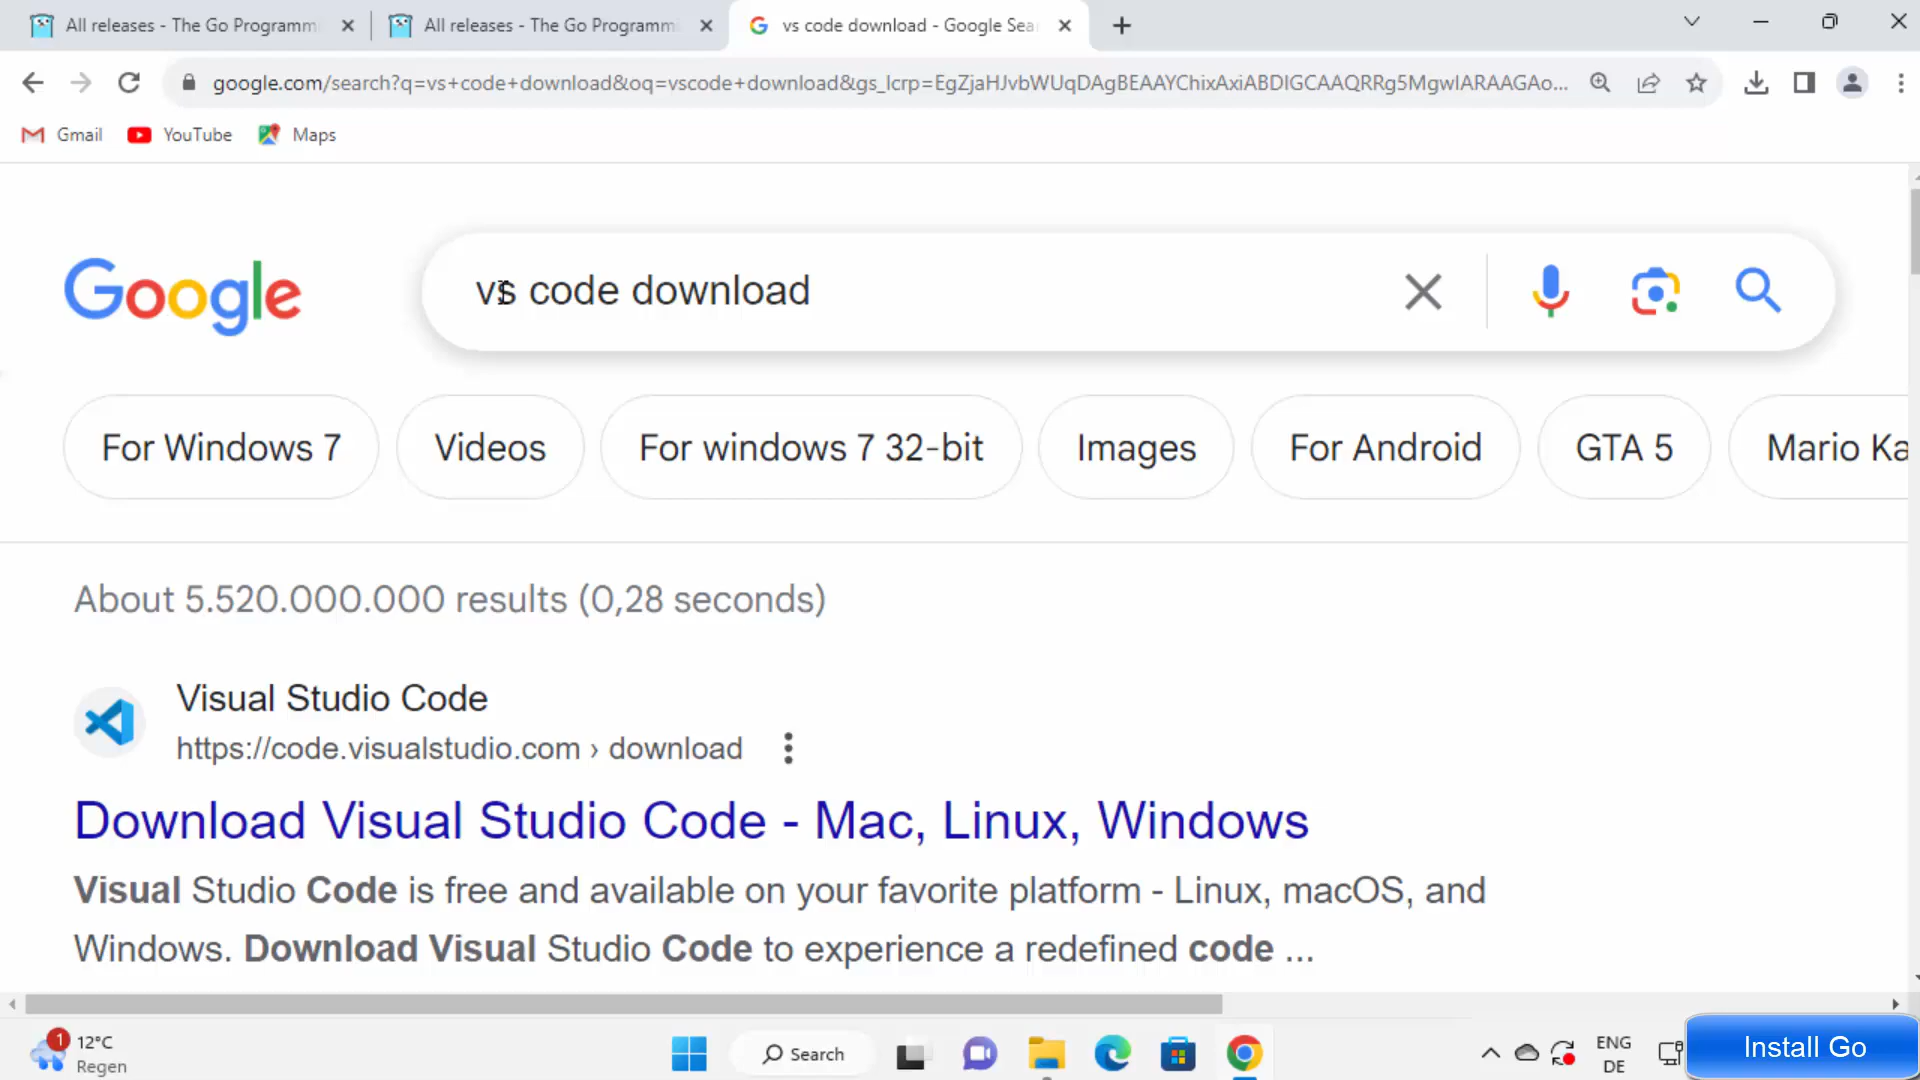 All releases - The Go Programmi
All releases - The Go Programmi
vs code download - Google Sea
google.com/search?q=vs+code+download&oq=vscode+download&gs_lcrp=EgZjaHJvbWUqDAgBEAAYChixAxiABDIGCAAQRRg5MgwIARAAGAo...
Gmail
YouTube
Maps
Google
vs code download
For Windows 7
Videos
For windows 7 32-bit
Images
For Android
GTA 5
Mario Ka
About 5.520.000.000 results (0,28 seconds)
Visual Studio Code
https://code.visualstudio.com › download
Download Visual Studio Code - Mac, Linux, Windows
Visual Studio Code is free and available on your favorite platform - Linux, macOS, and
Windows. Download Visual Studio Code to experience a redefined code ...
1
12°C
Regen
Search
ENG
DE
Install Go